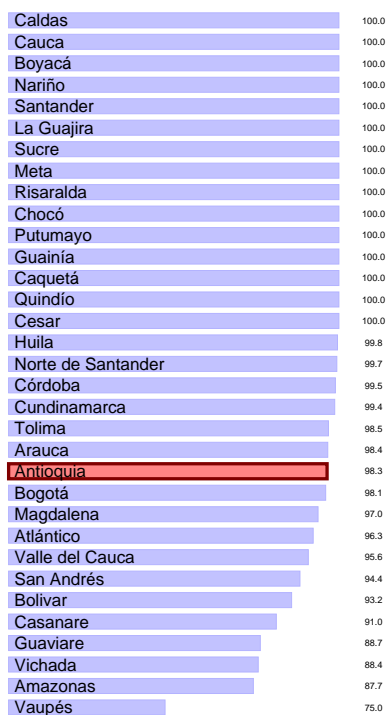 Caldas 100.0
Cauca 100.0
Boyacá 100.0
Nariño 100.0
Santander 100.0
La Guajira 100.0
Sucre 100.0
Meta 100.0
Risaralda 100.0
Chocó 100.0
Putumayo 100.0
Guainía 100.0
Caquetá 100.0
Quindío 100.0
Cesar 100.0
Huila 99.8
Norte de Santander 99.7
Córdoba 99.5
Cundinamarca 99.4
Tolima 98.5
Arauca 98.4
Antioquia 98.3
Bogotá 98.1
Magdalena 97.0
Atlántico 96.3
Valle del Cauca 95.6
San Andrés 94.4
Bolivar 93.2
Casanare 91.0
Guaviare 88.7
Vichada 88.4
Amazonas 87.7
Vaupés 75.0